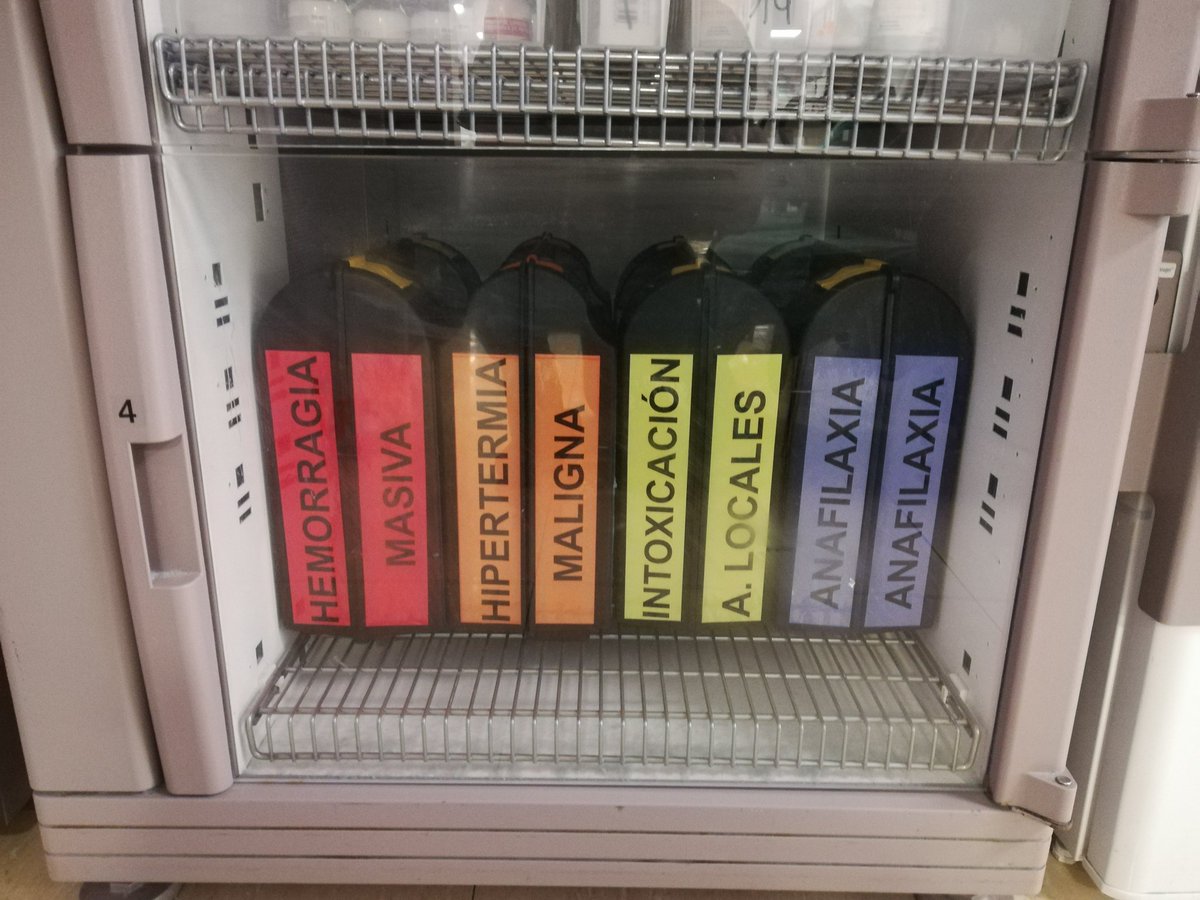 4
HEMORRAGIA
MASIVA
HIPERTERMIA
MALIGNA
INTOXICACIÓN
A. LOCALES
ANAFILAXIA
ANAFILAXIA